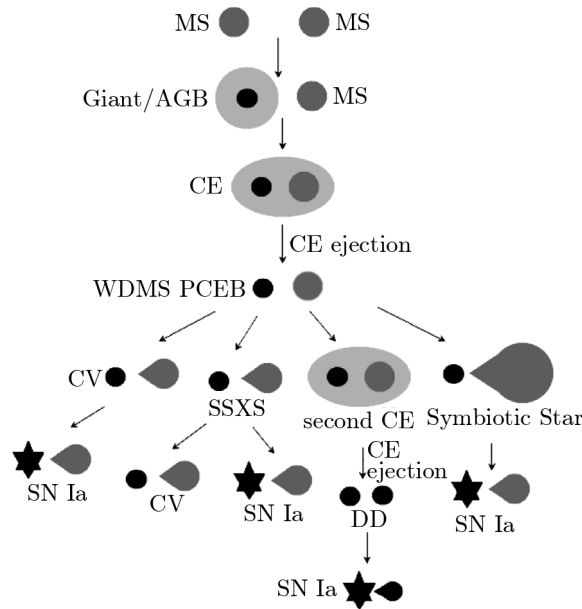 MS
MS
Giant/AGB
MS
CE
CE ejection
WDMS PCEB
CV
SSXS
second CE
Symbiotic Star
CE
ejection
SN Ia
CV
SN Ia
DD
SN Ia
SN Ia